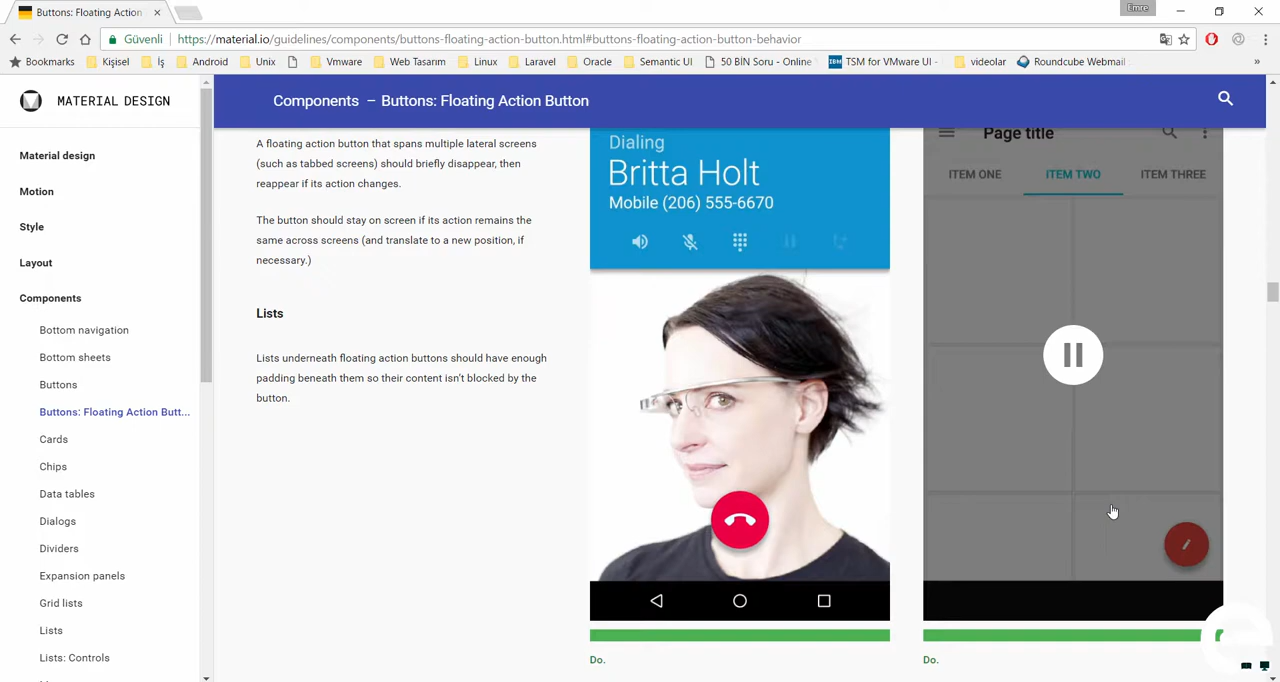 Buttons: Floating Action
Emre
Güvenli
https://material.io/guidelines/components/buttons-floating-action-button.html#buttons-floating-action-button-behavior
Bookmarks Kişisel İş Android Unix Vmware Web Tasarım Linux Laravel Oracle Semantic UI 50 BİN Soru - Online IBM TSM for VMware UI - videolar Roundcube Webmail »
MATERIAL DESIGN
Components – Buttons: Floating Action Button
Material design
Motion
Style
Layout
Components
Bottom navigation
Bottom sheets
Buttons
Buttons: Floating Action Butt...
Cards
Chips
Data tables
Dialogs
Dividers
Expansion panels
Grid lists
Lists
Lists: Controls
A floating action button that spans multiple lateral screens
(such as tabbed screens) should briefly disappear, then
reappear if its action changes.
The button should stay on screen if its action remains the
same across screens (and translate to a new position, if
necessary.)
Lists
Lists underneath floating action buttons should have enough
padding beneath them so their content isn’t blocked by the
button.
Dialing
Britta Holt
Mobile (206) 555-6670
Do.
Page title
ITEM ONE ITEM TWO ITEM THREE
Do.